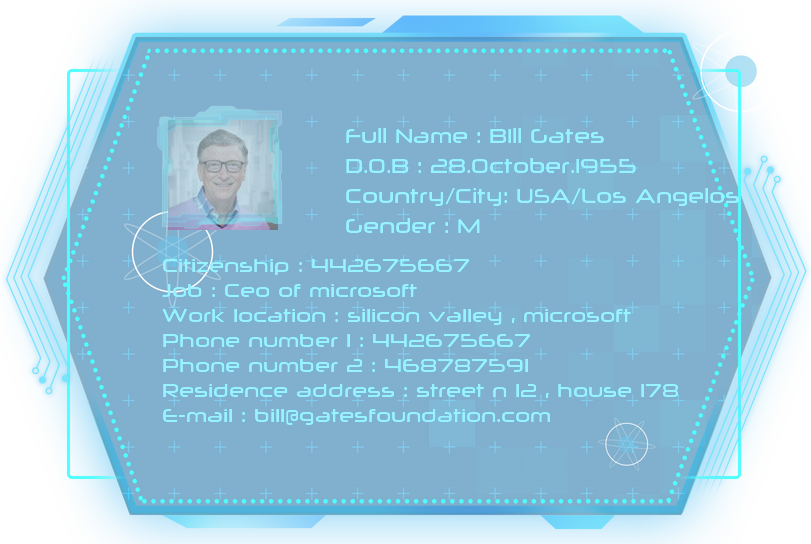 Full Name : Bill Gates
D.O.B : 28.October.1955
Country/City: USA/Los Angelos
Gender : M
Citizenship : 442675667
Job : Ceo of microsoft
Work location : silicon valley , microsoft
Phone number 1 : 442675667
Phone number 2 : 468787591
Residence address : street n 12 , house 178
E-mail : bill@gatesfoundation.com